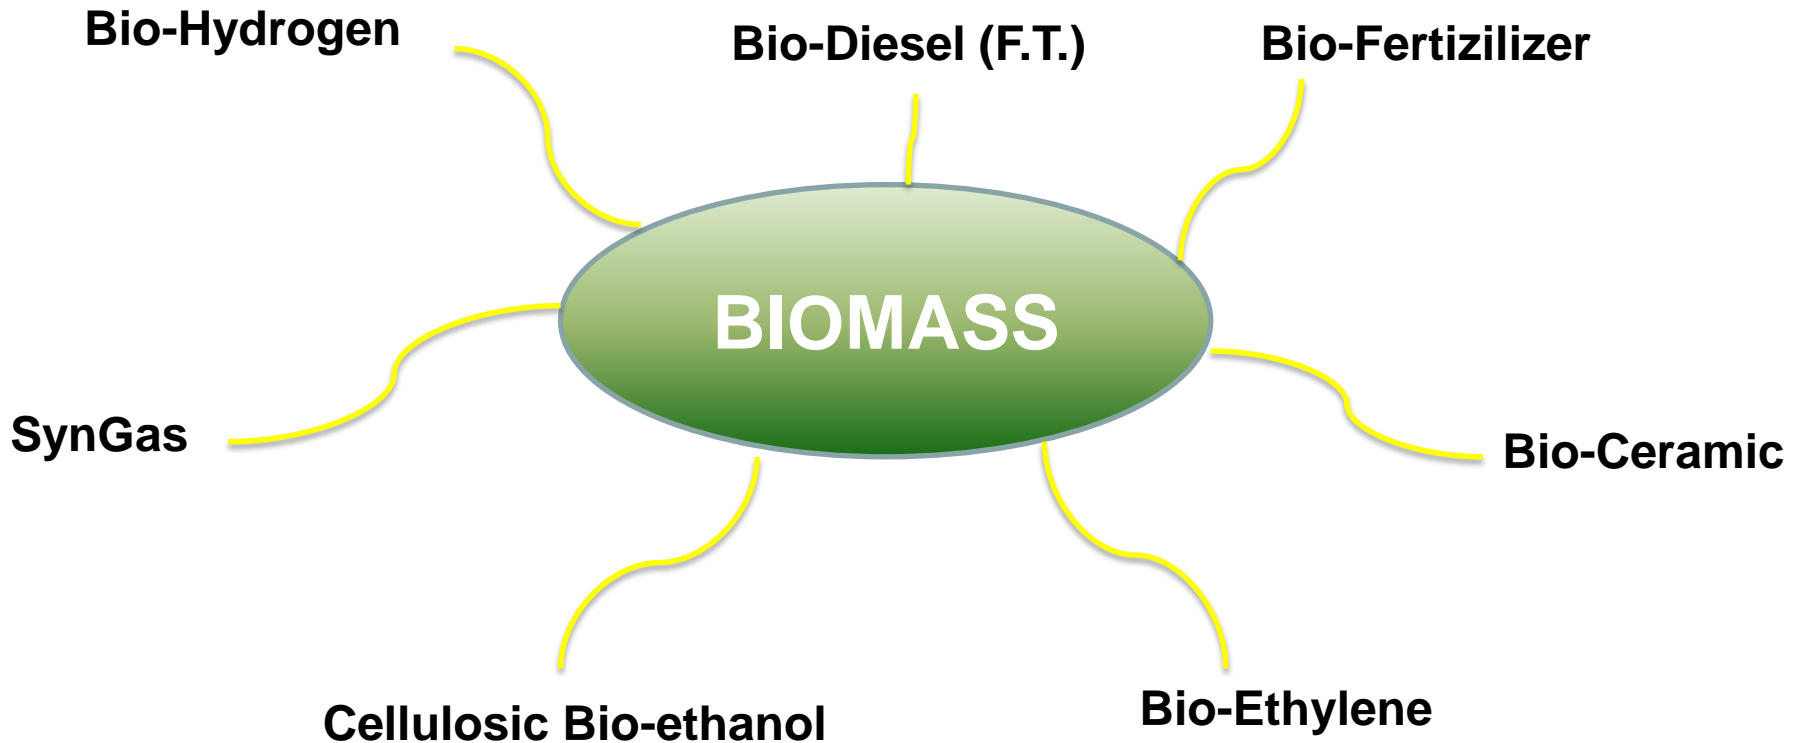 Bio-Hydrogen
Bio-Diesel (F.T.)
Bio-Fertizilizer
BIOMASS
SynGas
Bio-Ceramic
Cellulosic Bio-ethanol
Bio-Ethylene